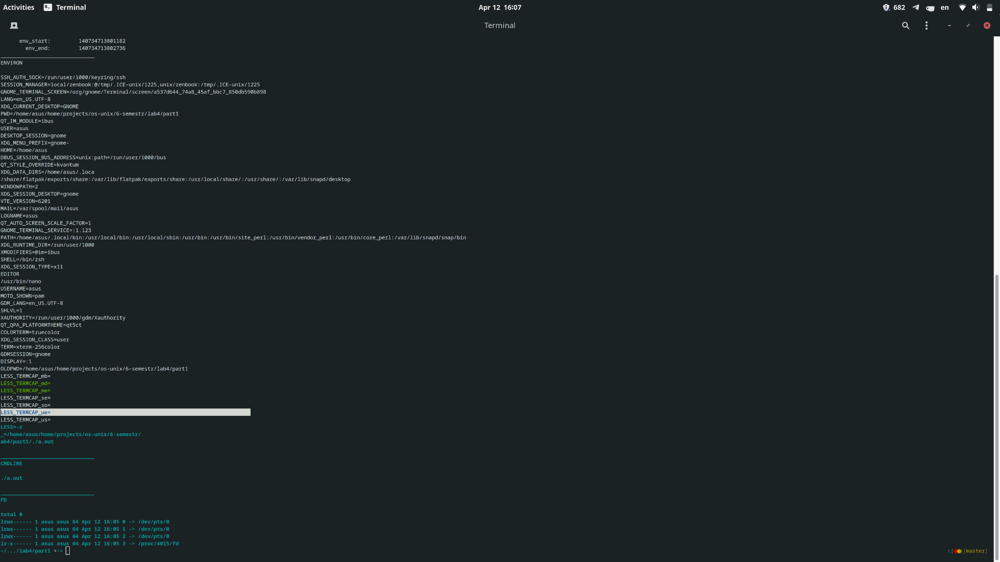 Activities Terminal Apr 12 16:07 682 en
Terminal
env_start: 140734713801182
env_end: 140734713802736
______________________________
ENVIRON
SSH_AUTH_SOCK=/run/user/1000/keyring/ssh
SESSION_MANAGER=local/zenbook:@/tmp/.ICE-unix/1225,unix/zenbook:/tmp/.ICE-unix/1225
GNOME_TERMINAL_SCREEN=/org/gnome/Terminal/screen/a537d644_74a8_45af_bbc7_850db590b898
LANG=en_US.UTF-8
XDG_CURRENT_DESKTOP=GNOME
PWD=/home/asus/home/projects/os-unix/6-semestr/lab4/part1
QT_IM_MODULE=ibus
USER=asus
DESKTOP_SESSION=gnome
XDG_MENU_PREFIX=gnome-
HOME=/home/asus
DBUS_SESSION_BUS_ADDRESS=unix:path=/run/user/1000/bus
QT_STYLE_OVERRIDE=kvantum
XDG_DATA_DIRS=/home/asus/.loca
/share/flatpak/exports/share:/var/lib/flatpak/exports/share:/usr/local/share/:/usr/share/:/var/lib/snapd/desktop
WINDOWPATH=2
XDG_SESSION_DESKTOP=gnome
VTE_VERSION=6201
MAIL=/var/spool/mail/asus
LOGNAME=asus
QT_AUTO_SCREEN_SCALE_FACTOR=1
GNOME_TERMINAL_SERVICE=:1.123
PATH=/home/asus/.local/bin:/usr/local/bin:/usr/local/sbin:/usr/bin:/usr/bin/site_perl:/usr/bin/vendor_perl:/usr/bin/core_perl:/var/lib/snapd/snap/bin
XDG_RUNTIME_DIR=/run/user/1000
XMODIFIERS=@im=ibus
SHELL=/bin/zsh
XDG_SESSION_TYPE=x11
EDITOR
/usr/bin/nano
USERNAME=asus
MOTD_SHOWN=pam
GDM_LANG=en_US.UTF-8
SHLVL=1
XAUTHORITY=/run/user/1000/gdm/Xauthority
QT_QPA_PLATFORMTHEME=qt5ct
COLORTERM=truecolor
XDG_SESSION_CLASS=user
TERM=xterm-256color
GDMSESSION=gnome
DISPLAY=:1
OLDPWD=/home/asus/home/projects/os-unix/6-semestr/lab4/part1
LESS_TERMCAP_mb=
LESS_TERMCAP_md=
LESS_TERMCAP_me=
LESS_TERMCAP_se=
LESS_TERMCAP_so=
LESS_TERMCAP_ue=
LESS_TERMCAP_us=
LESS=-r
_=/home/asus/home/projects/os-unix/6-semestr/
ab4/part1/./a.out
______________________________
CMDLINE
./a.out
______________________________
FD
total 0
lrwx------ 1 asus asus 64 Apr 12 16:05 0 -> /dev/pts/0
lrwx------ 1 asus asus 64 Apr 12 16:05 1 -> /dev/pts/0
lrwx------ 1 asus asus 64 Apr 12 16:05 2 -> /dev/pts/0
lr-x------ 1 asus asus 64 Apr 12 16:05 3 -> /proc/4015/fd
~/.../lab4/part1 >>> ±[●●][master]